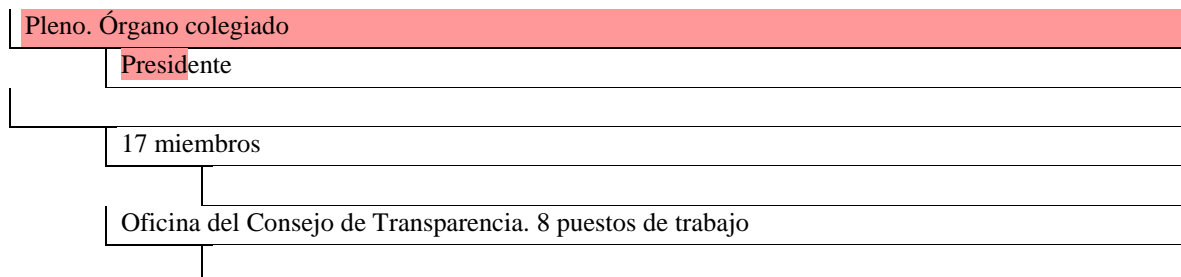 Pleno. Órgano colegiado
Presidente
17 miembros
Oficina del Consejo de Transparencia. 8 puestos de trabajo